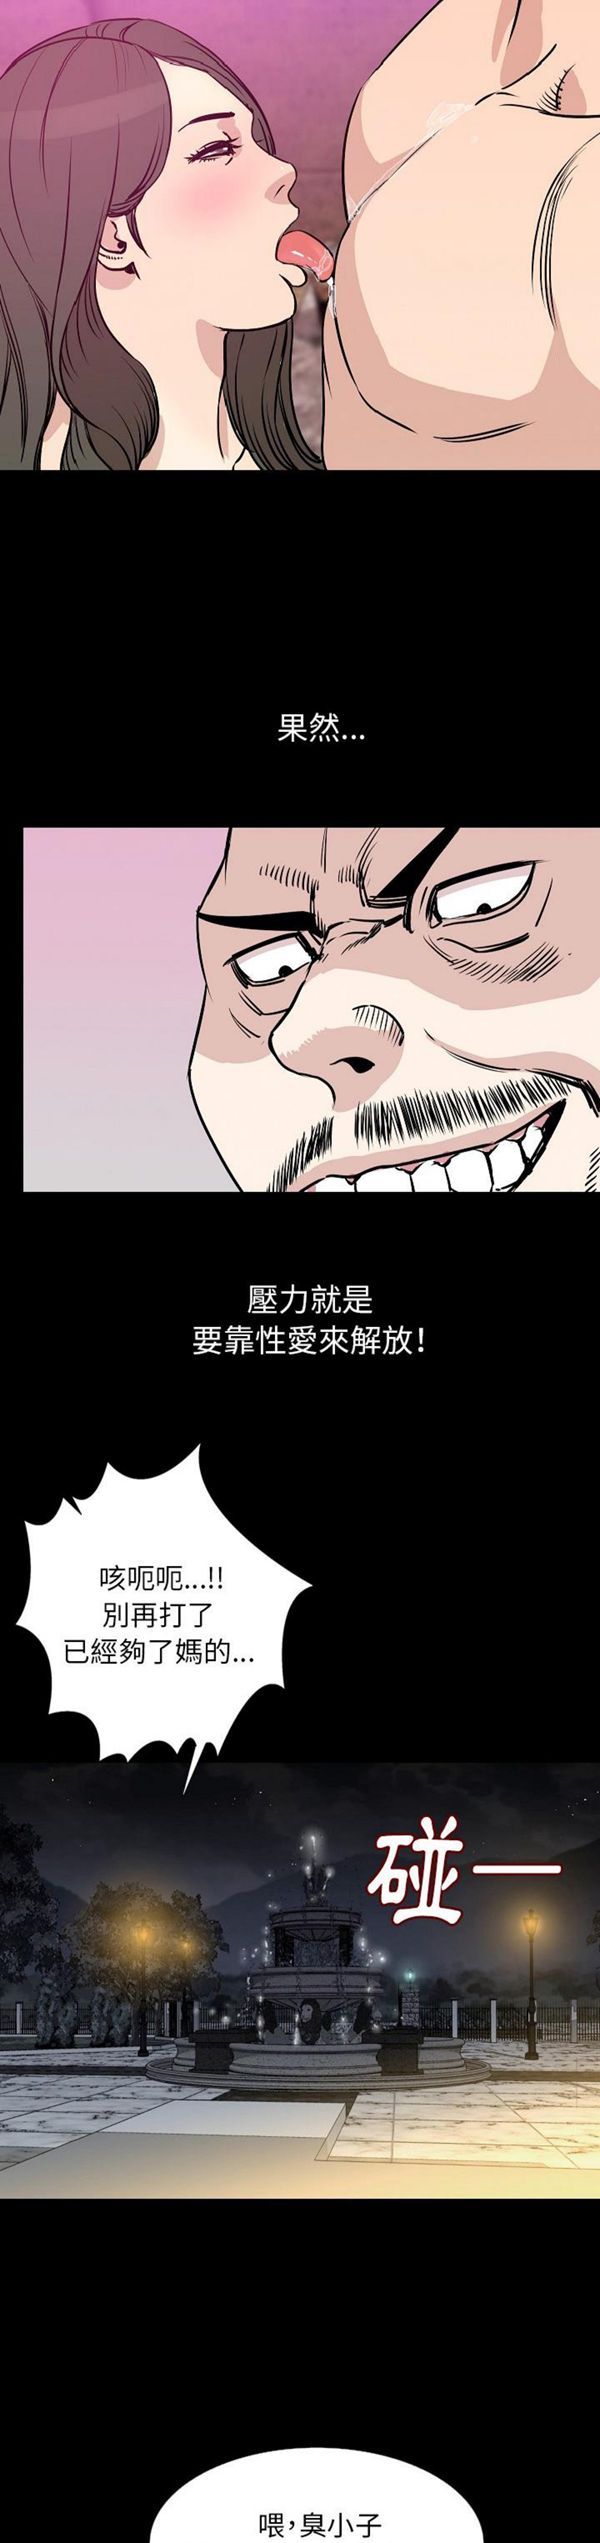 果然...
壓力就是
要靠性愛來解放！
咳呃呃...!!
別再打了
已經夠了媽的...
碰一
喂，臭小子